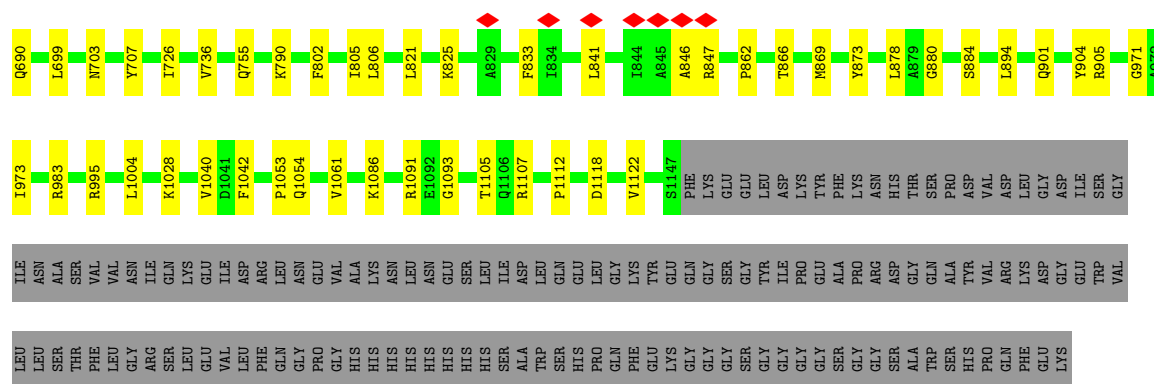 Q690 L699 N703 Y707 I726 V736 Q755 K790 F802 I805 L806 L821 K825 A829 F833 I834 L841 I844 A845 A846 R847 P862 T866 M869 Y873 L878 A879 G880 S884 L894 Q901 Y904 R905 G971
I973 R983 R995 L1004 K1028 V1040 D1041 F1042 P1053 Q1054 V1061 K1086 R1091 E1092 G1093 T1105 Q1106 R1107 P1112 D1118 V1122 S1147 PHE LYS GLU GLU LEU ASP LYS TYR PHE LYS ASN HIS THR SER PRO ASP VAL ASP LEU GLY ASP ILE SER GLY
ILE ASN ALA SER VAL VAL ASN ILE GLN LYS GLU ILE ASP ARG LEU ASN GLU VAL ALA LYS ASN LEU ASN GLU SER LEU ILE ASP LEU GLN GLU LEU GLY LYS TYR GLU GLN GLY SER GLY TYR ILE PRO GLU ALA PRO ARG ASP GLY GLN ALA TYR VAL ARG LYS ASP GLY GLU TRP VAL
LEU LEU SER THR PHE LEU GLY ARG SER LEU GLU VAL LEU PHE GLN GLY PRO GLY HIS HIS HIS HIS HIS HIS HIS HIS SER ALA TRP SER HIS PRO GLN PHE GLU LYS GLY GLY GLY SER GLY GLY GLY SER GLY GLY SER ALA TRP SER HIS PRO GLN PHE GLU LYS